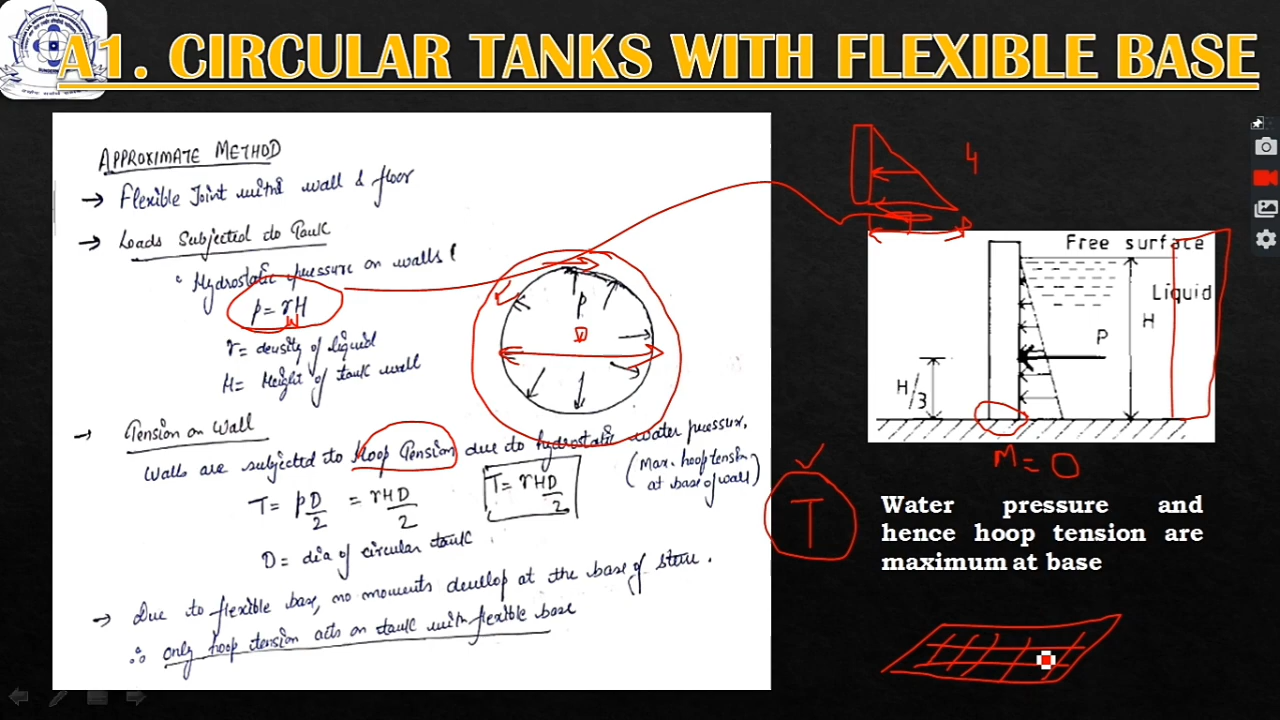 A1. CIRCULAR TANKS WITH FLEXIBLE BASE
APPROXIMATE METHOD
→ Flexible Joint with wall & floor
→ Loads Subjected to Tank
Hydrostatic pressure on walls (
p = γH
W
γ = density of liquid
H = Height of tank wall
→ Tension on Wall
Walls are subjected to Hoop Tension due to hydrostatic water pressure.
T = pD/2 = γHD/2
T = γHD/2
(Max. hoop tension
at base of wall)
D = dia of circular tank
→ Due to flexible base, no moments develop at the base of structure.
∴ only hoop tension acts on tank with flexible base
p
D
4
Free surface
Liquid
H
P
H/3
M = 0
T
Water pressure and
hence hoop tension are
maximum at base